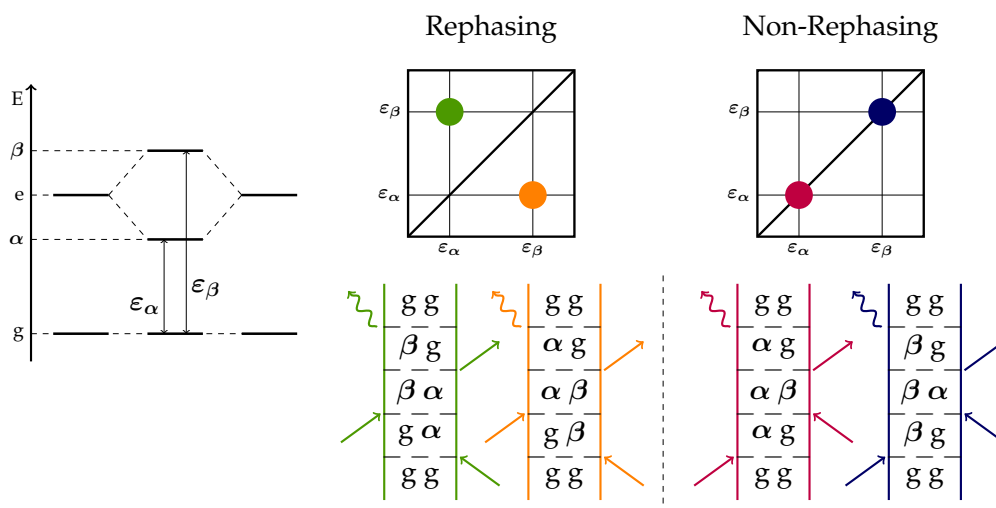 Rephasing
Non-Rephasing
E
β
e
α
g
ε_α
ε_β
ε_β
ε_α
ε_α ε_β
ε_β
ε_α
ε_α ε_β
g g
β g
β α
g α
g g
g g
α g
α β
g β
g g
g g
α g
α β
α g
g g
g g
β g
β α
β g
g g